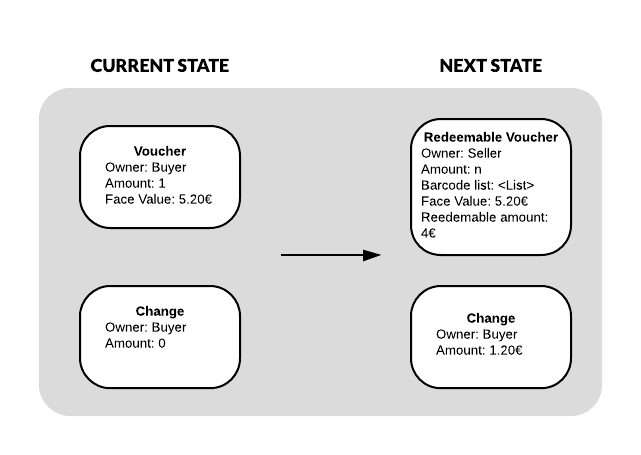 CURRENT STATE
NEXT STATE
Voucher
Owner: Buyer
Amount: 1
Face Value: 5.20€
Redeemable Voucher
Owner: Seller
Amount: n
Barcode list: <List>
Face Value: 5.20€
Reedemable amount:
4€
Change
Owner: Buyer
Amount: 0
Change
Owner: Buyer
Amount: 1.20€